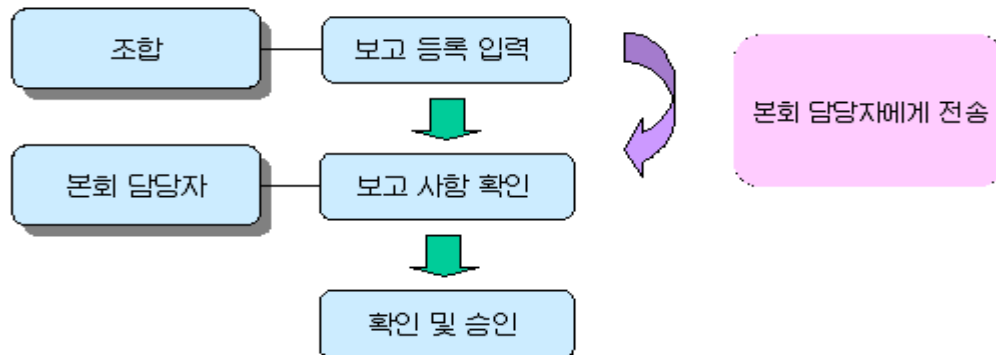 조합
보고 등록 입력
본회 담당자에게 전송
본회 담당자
보고 사항 확인
확인 및 승인